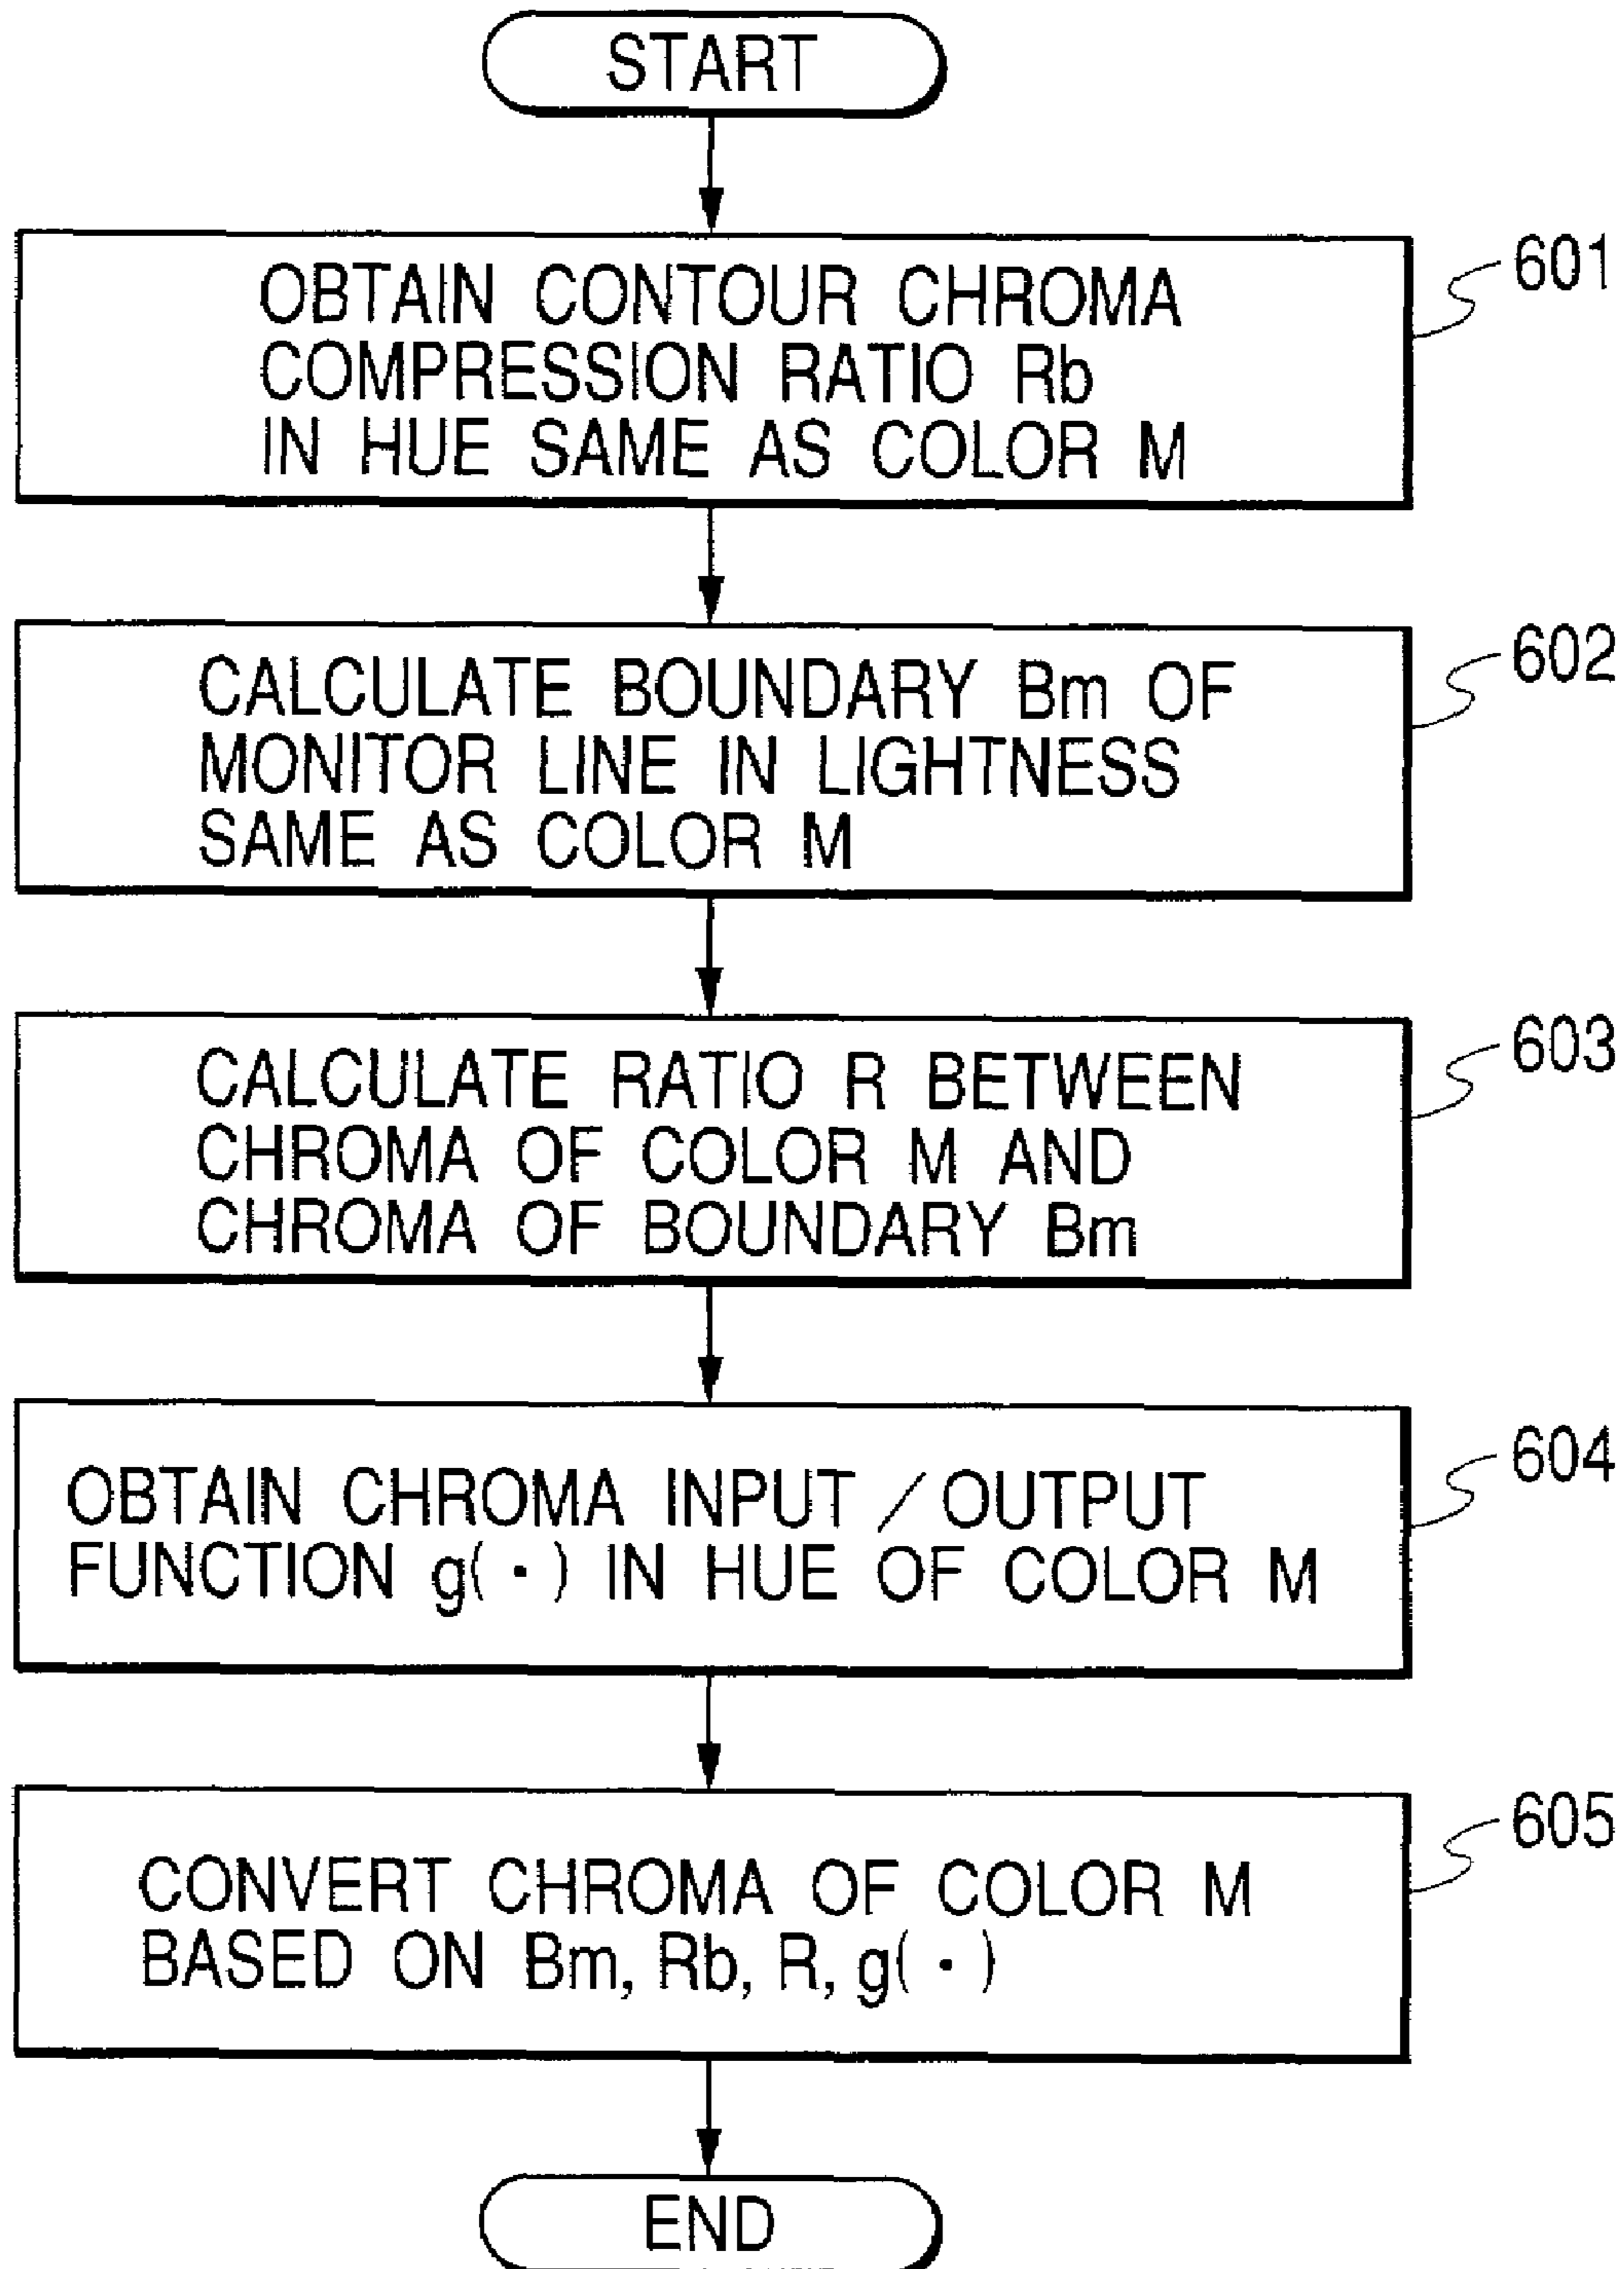 START
601
OBTAIN CONTOUR CHROMA
COMPRESSION RATIO Rb
IN HUE SAME AS COLOR M
602
CALCULATE BOUNDARY Bm OF
MONITOR LINE IN LIGHTNESS
SAME AS COLOR M
603
CALCULATE RATIO R BETWEEN
CHROMA OF COLOR M AND
CHROMA OF BOUNDARY Bm
604
OBTAIN CHROMA INPUT/OUTPUT
FUNCTION g(·) IN HUE OF COLOR M
605
CONVERT CHROMA OF COLOR M
BASED ON Bm, Rb, R, g(·)
END